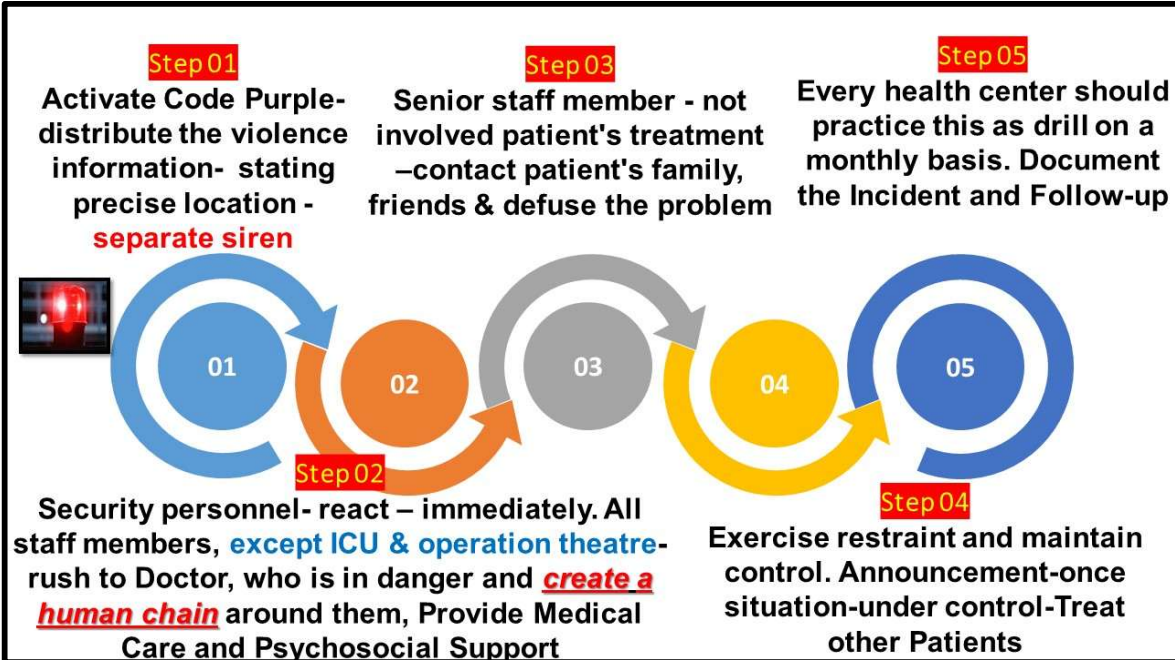 Step 01
Activate Code Purple-
distribute the violence
information- stating
precise location -
separate siren
Step 03
Senior staff member - not
involved patient's treatment
–contact patient's family,
friends & defuse the problem
Step 05
Every health center should
practice this as drill on a
monthly basis. Document
the Incident and Follow-up
01
02
03
04
05
Step 02
Security personnel- react – immediately. All
staff members, except ICU & operation theatre-
rush to Doctor, who is in danger and create a
human chain around them, Provide Medical
Care and Psychosocial Support
Step 04
Exercise restraint and maintain
control. Announcement-once
situation-under control-Treat
other Patients